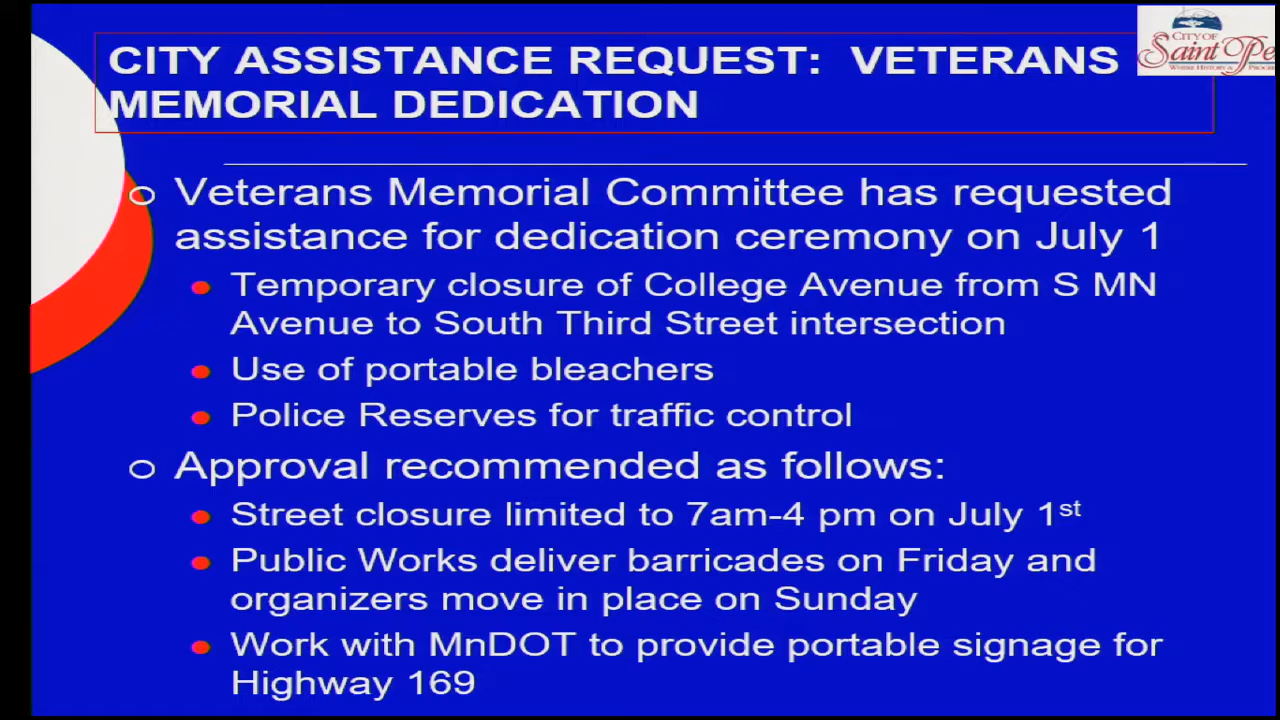 CITY OF
Saint Pe
CITY ASSISTANCE REQUEST: VETERANS
MEMORIAL DEDICATION
Veterans Memorial Committee has requested
assistance for dedication ceremony on July 1
Temporary closure of College Avenue from S MN
Avenue to South Third Street intersection
Use of portable bleachers
Police Reserves for traffic control
Approval recommended as follows:
Street closure limited to 7am-4 pm on July 1st
Public Works deliver barricades on Friday and
organizers move in place on Sunday
Work with MnDOT to provide portable signage for
Highway 169